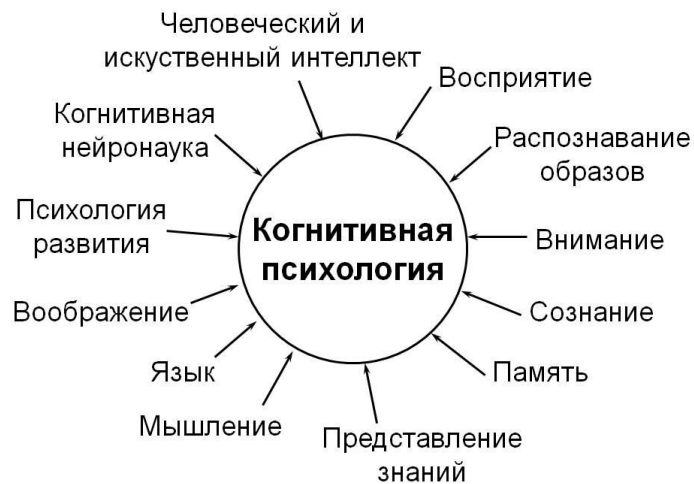 Человеческий и
искуственный интеллект
Восприятие
Распознавание
образов
Внимание
Сознание
Память
Представление
знаний
Мышление
Язык
Воображение
Психология
развития
Когнитивная
нейронаука
Когнитивная
психология